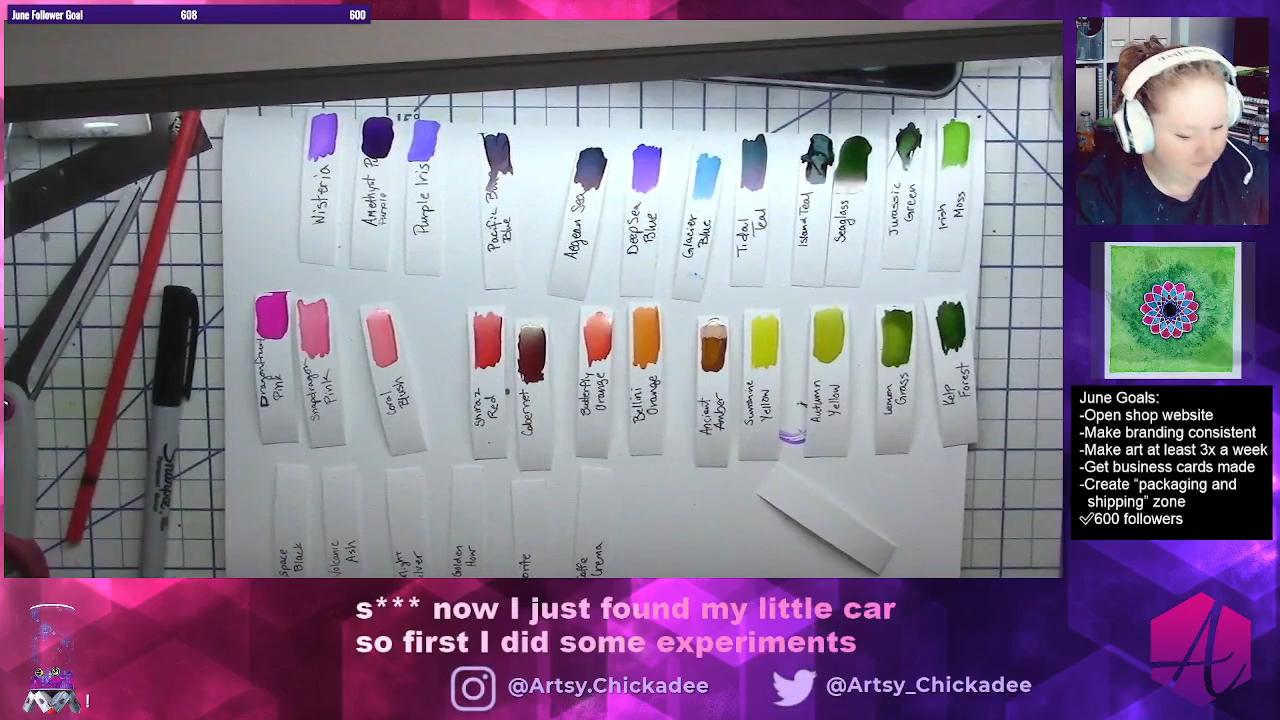 June Follower Goal 608 600
Wisteria
Amethyst
Purple
Purple Iris
Pacific
Blue
Aegean Sea
Deep Sea
Blue
Glacier
Blue
Tidal
Teal
Island Teal
Seaglass
Jurassic
Green
Irish
Moss
Dragonfruit
Pink
Snapdragon
Pink
Coral
Blush
Shiraz
Red
Cabernet
Butterfly
Orange
Bellini
Orange
Ancient
Amber
Sunshine
Yellow
Autumn
Yellow
Lemon
Grass
Kelp
Forest
Space
Black
Volcanic
Ash
Golden
Crema
Sharpie
June Goals:
-Open shop website
-Make branding consistent
-Make art at least 3x a week
-Get business cards made
-Create "packaging and
shipping" zone
✓600 followers
s*** now I just found my little car
so first I did some experiments
@Artsy.Chickadee
@Artsy_Chickadee
!